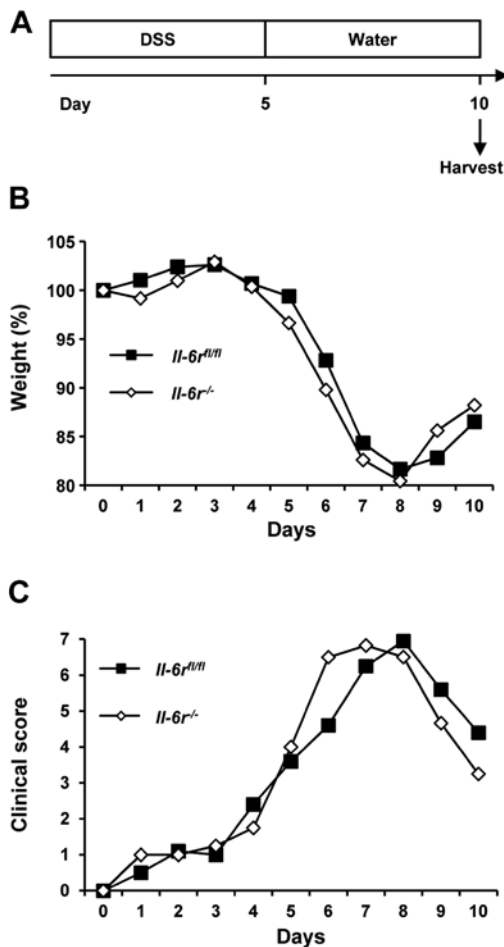 A
DSS Water
Day 5 10
Harvest
B
105
100
95
90
85
80
Weight (%)
Il-6r^fl/fl
Il-6r^-/-
0 1 2 3 4 5 6 7 8 9 10
Days
C
7
6
5
4
3
2
1
0
Clinical score
Il-6r^fl/fl
Il-6r^-/-
0 1 2 3 4 5 6 7 8 9 10
Days